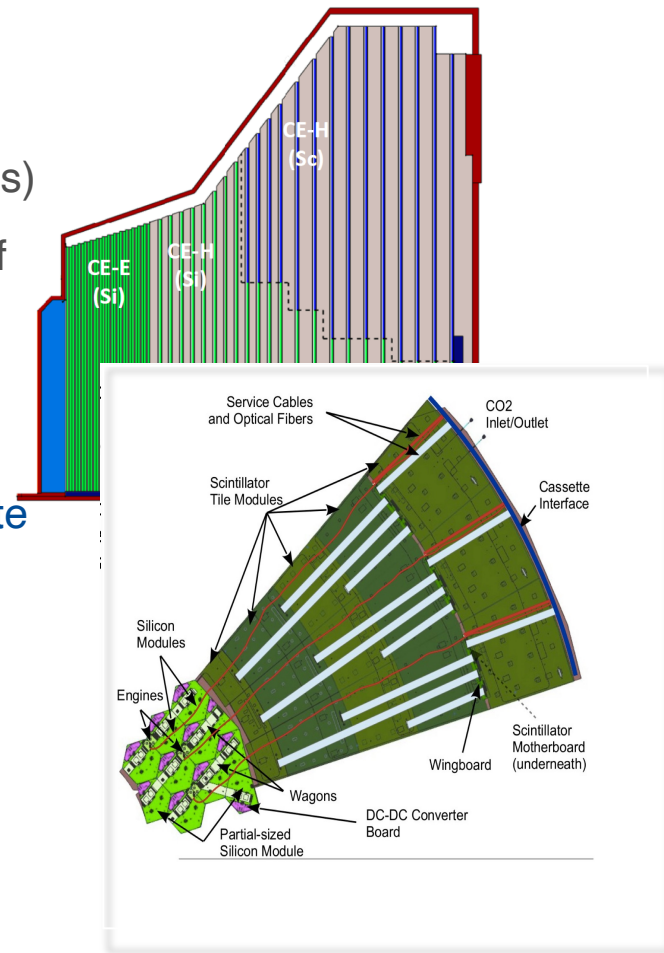 s)
f
te
CE-E
(Si)
CE-H
(Si)
CE-H
(Sc)
Service Cables
and Optical Fibers
CO2
Inlet/Outlet
Scintillator
Tile Modules
Cassette
Interface
Silicon
Modules
Engines
Scintillator
Motherboard
(underneath)
Wingboard
Wagons
DC-DC Converter
Board
Partial-sized
Silicon Module